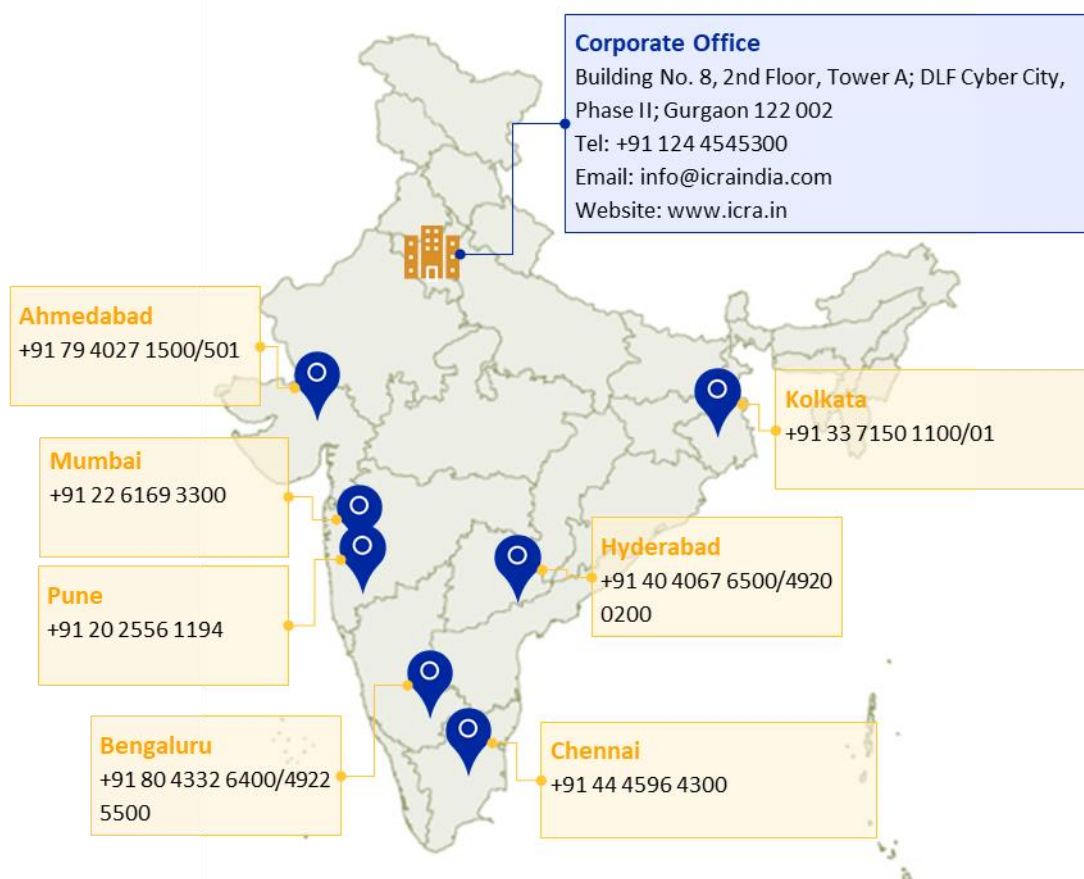 Corporate Office
Building No. 8, 2nd Floor, Tower A; DLF Cyber City,
Phase II; Gurgaon 122 002
Tel: +91 124 4545300
Email: info@icraindia.com
Website: www.icra.in
Ahmedabad
+91 79 4027 1500/501
Kolkata
+91 33 7150 1100/01
Mumbai
+91 22 6169 3300
Hyderabad
+91 40 4067 6500/4920
0200
Pune
+91 20 2556 1194
Bengaluru
+91 80 4332 6400/4922
5500
Chennai
+91 44 4596 4300